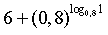 6 + (0,8)^{log_{0,8} 1}